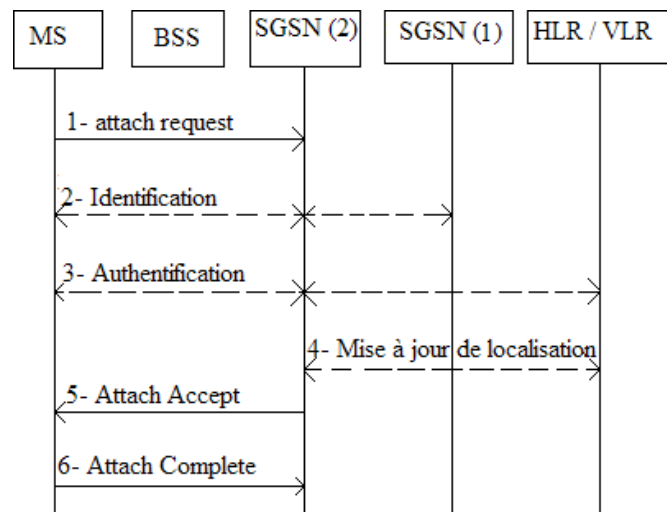 MS
BSS
SGSN (2)
SGSN (1)
HLR / VLR
1- attach request
2- Identification
3- Authentification
4- Mise à jour de localisation
5- Attach Accept
6- Attach Complete